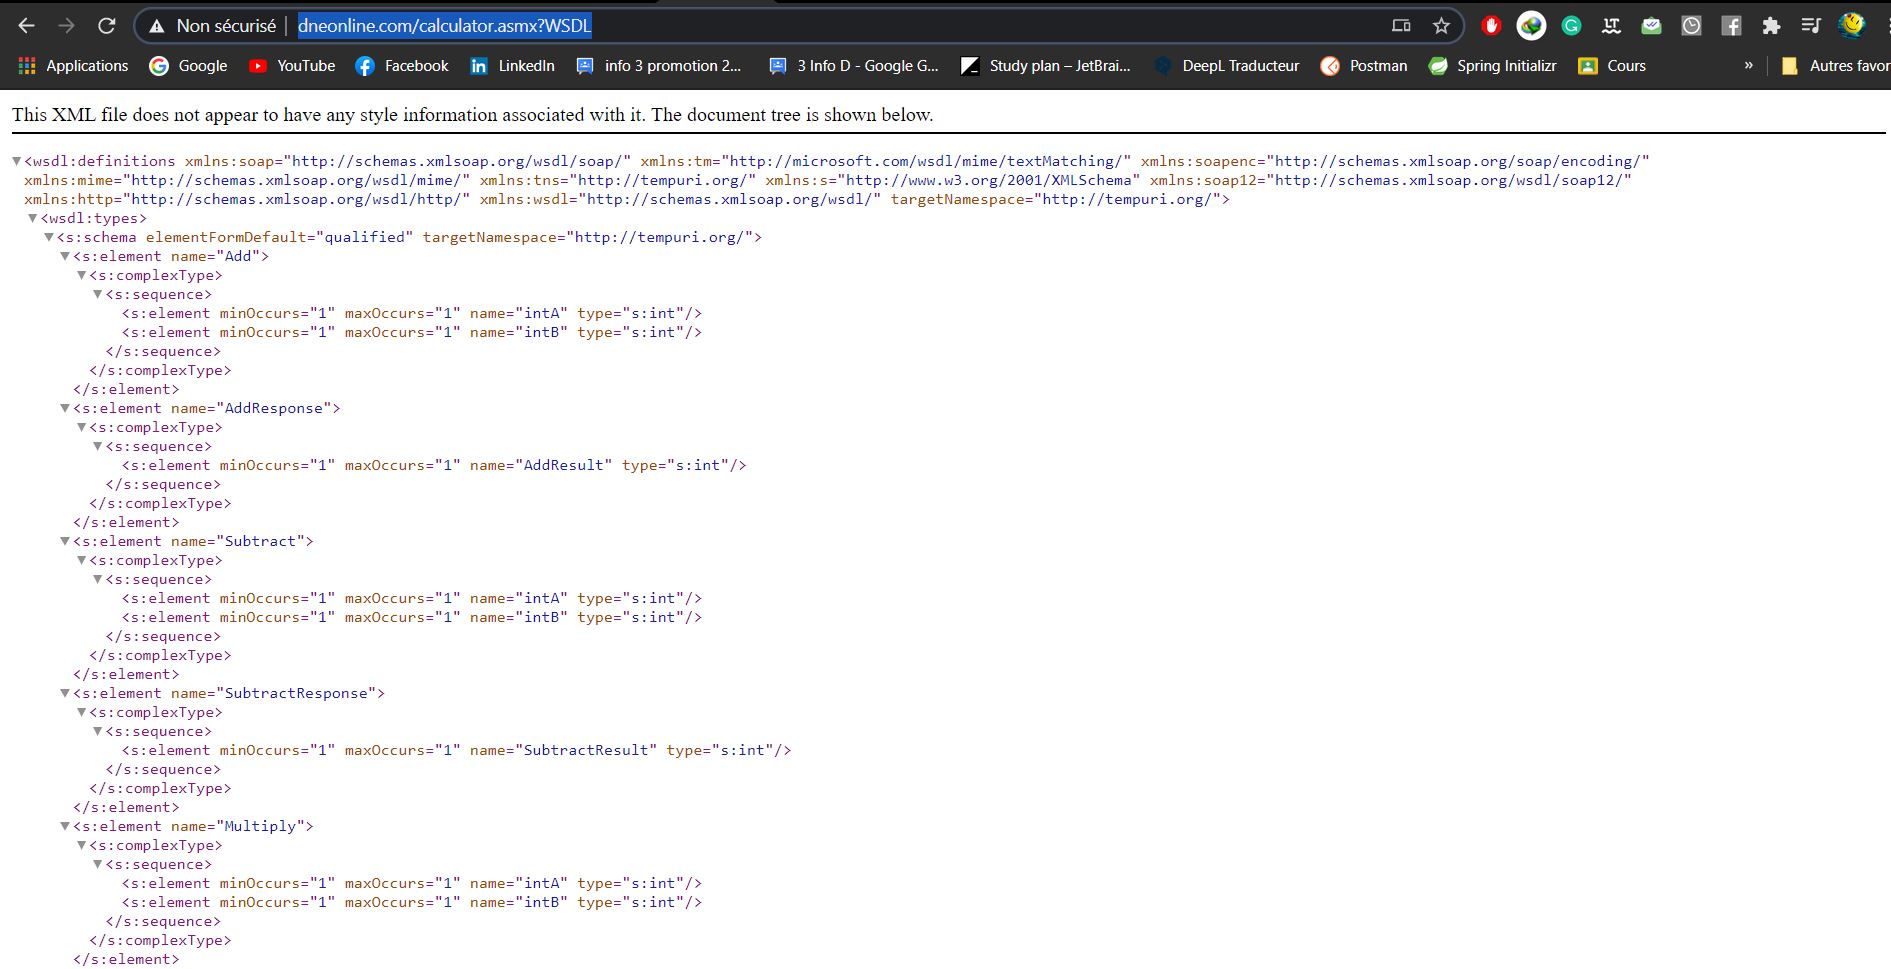 Non sécurisé | dneonline.com/calculator.asmx?WSDL
Applications Google YouTube Facebook LinkedIn info 3 promotion 2... 3 Info D - Google G... Study plan – JetBrai... DeepL Traducteur Postman Spring Initializr Cours » Autres favor
This XML file does not appear to have any style information associated with it. The document tree is shown below.
▼<wsdl:definitions xmlns:soap="http://schemas.xmlsoap.org/wsdl/soap/" xmlns:tm="http://microsoft.com/wsdl/mime/textMatching/" xmlns:soapenc="http://schemas.xmlsoap.org/soap/encoding/"
xmlns:mime="http://schemas.xmlsoap.org/wsdl/mime/" xmlns:tns="http://tempuri.org/" xmlns:s="http://www.w3.org/2001/XMLSchema" xmlns:soap12="http://schemas.xmlsoap.org/wsdl/soap12/"
xmlns:http="http://schemas.xmlsoap.org/wsdl/http/" xmlns:wsdl="http://schemas.xmlsoap.org/wsdl/" targetNamespace="http://tempuri.org/">
▼<wsdl:types>
▼<s:schema elementFormDefault="qualified" targetNamespace="http://tempuri.org/">
▼<s:element name="Add">
▼<s:complexType>
▼<s:sequence>
<s:element minOccurs="1" maxOccurs="1" name="intA" type="s:int"/>
<s:element minOccurs="1" maxOccurs="1" name="intB" type="s:int"/>
</s:sequence>
</s:complexType>
</s:element>
▼<s:element name="AddResponse">
▼<s:complexType>
▼<s:sequence>
<s:element minOccurs="1" maxOccurs="1" name="AddResult" type="s:int"/>
</s:sequence>
</s:complexType>
</s:element>
▼<s:element name="Subtract">
▼<s:complexType>
▼<s:sequence>
<s:element minOccurs="1" maxOccurs="1" name="intA" type="s:int"/>
<s:element minOccurs="1" maxOccurs="1" name="intB" type="s:int"/>
</s:sequence>
</s:complexType>
</s:element>
▼<s:element name="SubtractResponse">
▼<s:complexType>
▼<s:sequence>
<s:element minOccurs="1" maxOccurs="1" name="SubtractResult" type="s:int"/>
</s:sequence>
</s:complexType>
</s:element>
▼<s:element name="Multiply">
▼<s:complexType>
▼<s:sequence>
<s:element minOccurs="1" maxOccurs="1" name="intA" type="s:int"/>
<s:element minOccurs="1" maxOccurs="1" name="intB" type="s:int"/>
</s:sequence>
</s:complexType>
</s:element>